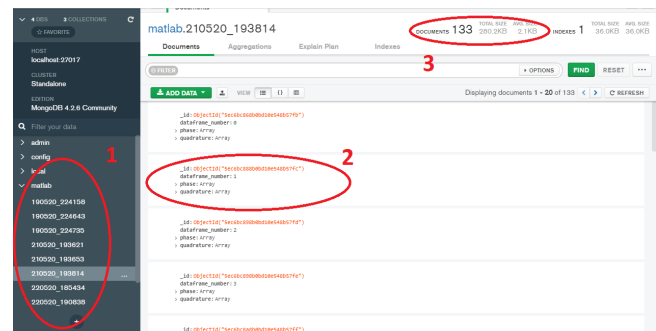 4 DBS 3 COLLECTIONS
FAVORITE
HOST
localhost:27017
CLUSTER
Standalone
EDITION
MongoDB 4.2.6 Community
Filter your data
admin
config
local
matlab
190520_224158
190520_224643
190520_224735
210520_193621
210520_193653
210520_193814
220520_185434
220520_190838
1
Documents
matlab.210520_193814
DOCUMENTS 133
TOTAL SIZE AVG. SIZE
280.2KB 2.1KB
INDEXES 1
TOTAL SIZE AVG. SIZE
36.0KB 36.0KB
Documents Aggregations Explain Plan Indexes
3
FILTER
OPTIONS FIND RESET
ADD DATA VIEW
Displaying documents 1 - 20 of 133 REFRESH
dataframe_number: 0
phase: Array
quadrature: Array
2
dataframe_number: 1
phase: Array
quadrature: Array
dataframe_number: 2
phase: Array
quadrature: Array
dataframe_number: 3
phase: Array
quadrature: Array